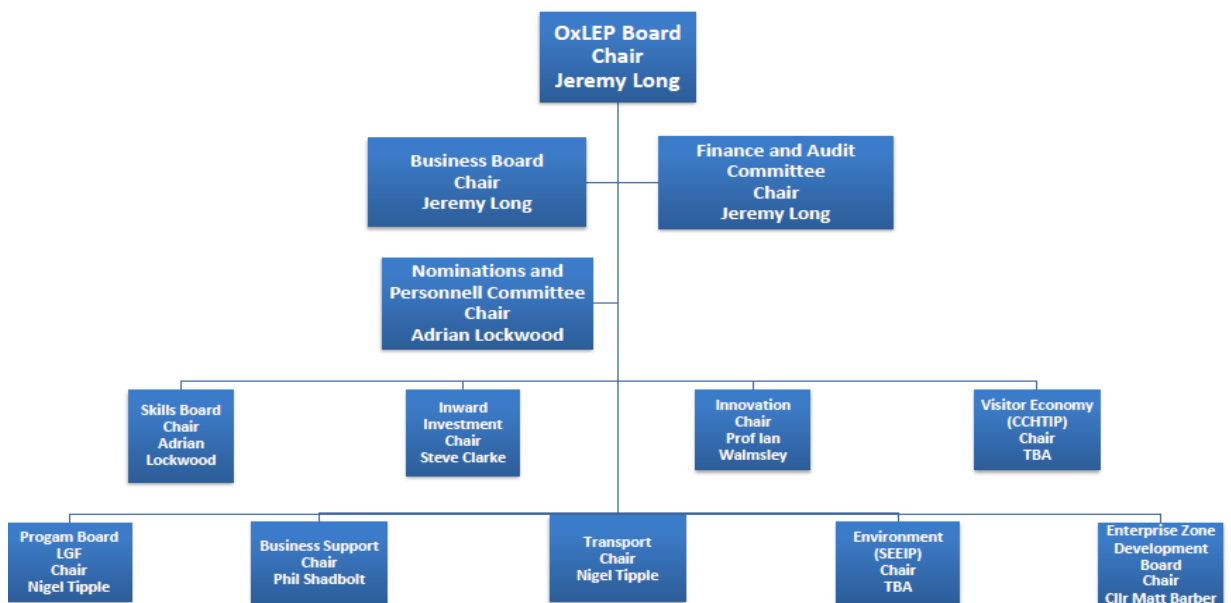 OxLEP Board
Chair
Jeremy Long
Business Board
Chair
Jeremy Long
Finance and Audit
Committee
Chair
Jeremy Long
Nominations and
Personnell Committee
Chair
Adrian Lockwood
Skills Board
Chair
Adrian
Lockwood
Inward
Investment
Chair
Steve Clarke
Innovation
Chair
Prof Ian
Walmsley
Visitor Economy
(CCHTIP)
Chair
TBA
Progam Board
LGF
Chair
Nigel Tipple
Business Support
Chair
Phil Shadbolt
Transport
Chair
Nigel Tipple
Environment
(SEEIP)
Chair
TBA
Enterprise Zone
Development
Board
Chair
Cllr Matt Barber